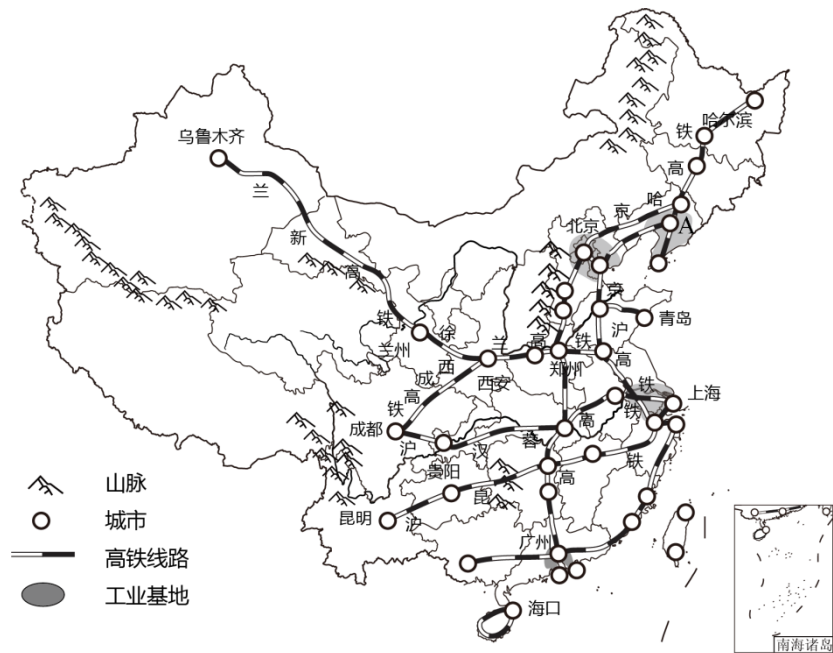 哈尔滨
铁
乌鲁木齐
高
兰
哈
京
北京
A
新
高
京
铁
徐
沪
青岛
兰州
兰
高
铁
西
郑州
高
成
西安
高
铁
上海
铁
铁
成都
沪
汉
蓉
高
贵阳
高
铁
昆
昆明
沪
广州
海口
山脉
城市
高铁线路
工业基地
南海诸岛